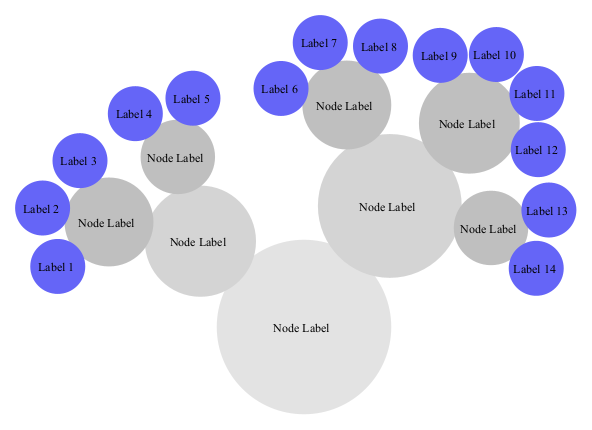 Label 7
Label 8
Label 9
Label 10
Label 6
Label 11
Node Label
Label 5
Label 4
Node Label
Label 12
Label 3
Node Label
Label 2
Node Label
Node Label
Label 13
Node Label
Node Label
Label 1
Label 14
Node Label